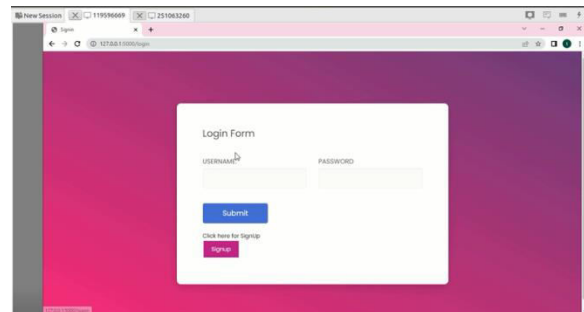 New Session 119596669 251063260
Signin
127.0.0.1:5000/login
Login Form
USERNAME PASSWORD
Submit
Click here for SignUp
Signup